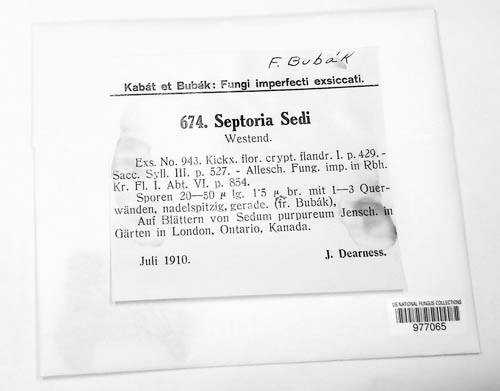 F. Bubák
Kabát et Bubák: Fungi imperfecti exsiccati.
674. Septoria Sedi
Westend.
Exs. No. 943. Kickx. flor. crypt. flandr. I. p. 429. -
Sacc. Syll. III. p. 527. - Allesch. Fung. imp. in Rbh.
Kr. Fl. I. Abt. VI. p. 854.
Sporen 20—50 µ lg. 1·5 µ br. mit 1—3 Quer-
wänden, nadelspitzig, gerade. (fr. Bubák),
Auf Blättern von Sedum purpureum Jensch. in
Gärten in London, Ontario, Kanada.
Juli 1910. J. Dearness.
US NATIONAL FUNGUS COLLECTIONS
977065